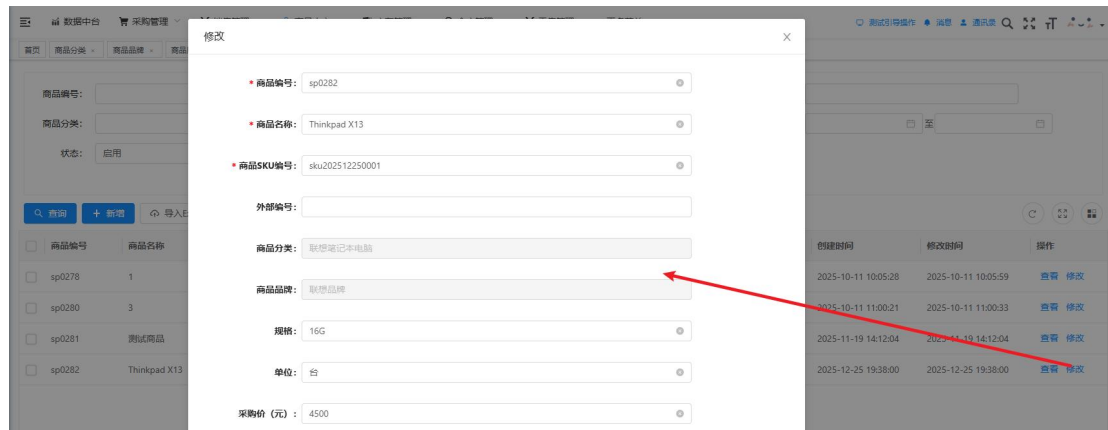 数据中台 采购管理
测试引导操作 消息 通讯录
首页 商品分类 商品品牌 商品
修改
商品编号:
商品分类:
至
状态: 启用
查询 新增 导入E
* 商品编号: sp0282
* 商品名称: Thinkpad X13
* 商品SKU编号: sku202512250001
外部编号:
商品分类: 联想笔记本电脑
商品品牌: 联想品牌
规格: 16G
单位: 台
采购价（元）: 4500
商品编号 商品名称 创建时间 修改时间 操作
sp0278 1 2025-10-11 10:05:28 2025-10-11 10:05:59 查看 修改
sp0280 3 2025-10-11 11:00:21 2025-10-11 11:00:33 查看 修改
sp0281 测试商品 2025-11-19 14:12:04 2025-11-19 14:12:04 查看 修改
sp0282 Thinkpad X13 2025-12-25 19:38:00 2025-12-25 19:38:00 查看 修改